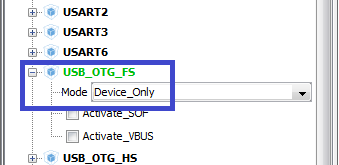 USART2
USART3
USART6
USB_OTG_FS
Mode Device_Only
Activate_SOF
Activate_VBUS
USB_OTG_HS